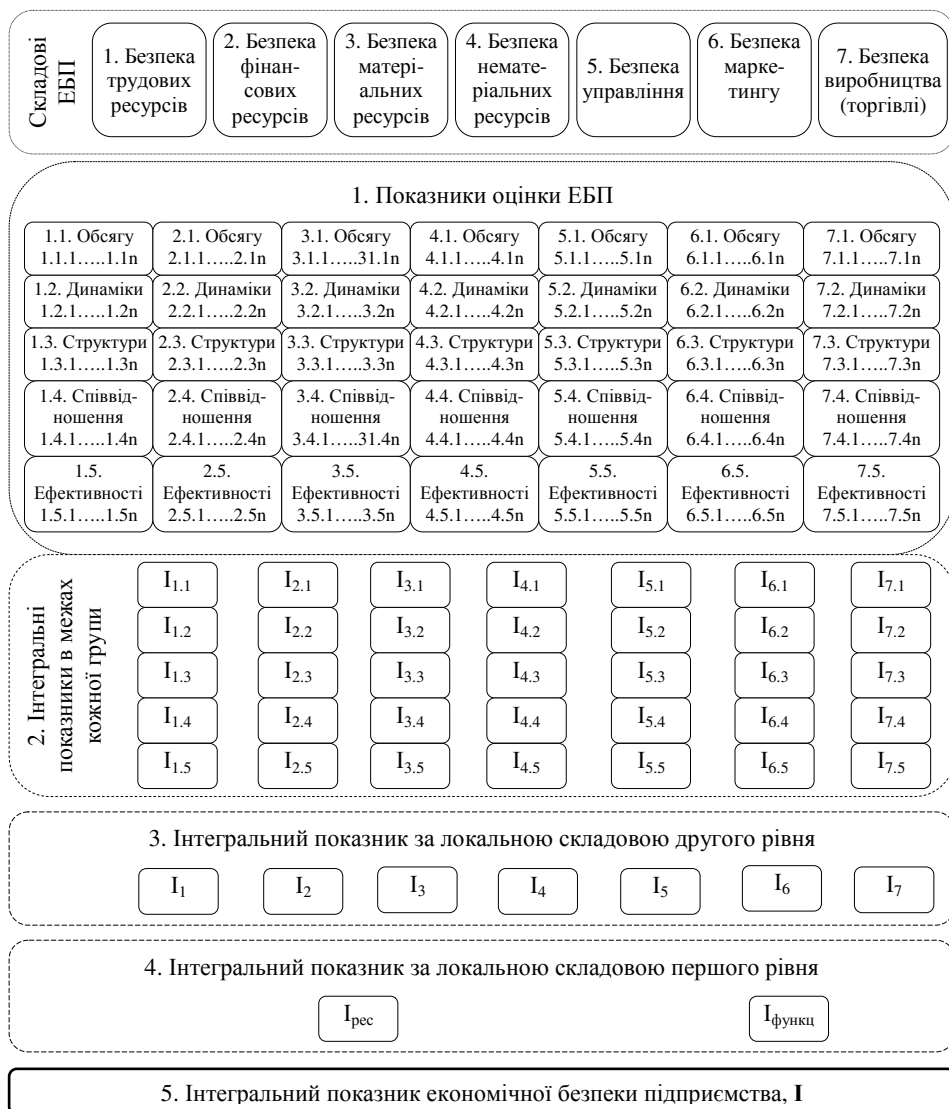 Складові
ЕБП
1. Безпека
трудових
ресурсів
2. Безпека
фінан-
сових
ресурсів
3. Безпека
матері-
альних
ресурсів
4. Безпека
немате-
ріальних
ресурсів
5. Безпека
управління
6. Безпека
марке-
тингу
7. Безпека
виробництва
(торгівлі)
1. Показники оцінки ЕБП
1.1. Обсягу 2.1. Обсягу 3.1. Обсягу 4.1. Обсягу 5.1. Обсягу 6.1. Обсягу 7.1. Обсягу
1.1.1…..1.1n 2.1.1…..2.1n 3.1.1…..31.1n 4.1.1…..4.1n 5.1.1…..5.1n 6.1.1…..6.1n 7.1.1…..7.1n
1.2. Динаміки 2.2. Динаміки 3.2. Динаміки 4.2. Динаміки 5.2. Динаміки 6.2. Динаміки 7.2. Динаміки
1.2.1…..1.2n 2.2.1…..2.2n 3.2.1…..3.2n 4.2.1…..4.2n 5.2.1…..5.2n 6.2.1…..6.2n 7.2.1…..7.2n
1.3. Структури 2.3. Структури 3.3. Структури 4.3. Структури 5.3. Структури 6.3. Структури 7.3. Структури
1.3.1…..1.3n 2.3.1…..2.3n 3.3.1…..3.3n 4.3.1…..4.3n 5.3.1…..5.3n 6.3.1…..6.3n 7.3.1…..7.3n
1.4. Співвід- 2.4. Співвід- 3.4. Співвід- 4.4. Співвід- 5.4. Співвід- 6.4. Співвід- 7.4. Співвід-
ношення ношення ношення ношення ношення ношення ношення
1.4.1…..1.4n 2.4.1…..2.4n 3.4.1…..31.4n 4.4.1…..4.4n 5.4.1…..5.4n 6.4.1…..6.4n 7.4.1…..7.4n
1.5. 2.5. 3.5. 4.5. 5.5. 6.5. 7.5.
Ефективності Ефективності Ефективності Ефективності Ефективності Ефективності Ефективності
1.5.1…..1.5n 2.5.1…..2.5n 3.5.1…..3.5n 4.5.1…..4.5n 5.5.1…..5.5n 6.5.1…..6.5n 7.5.1…..7.5n
2. Інтегральні
показники в межах
кожної групи
I1.1 I2.1 I3.1 I4.1 I5.1 I6.1 I7.1
I1.2 I2.2 I3.2 I4.2 I5.2 I6.2 I7.2
I1.3 I2.3 I3.3 I4.3 I5.3 I6.3 I7.3
I1.4 I2.4 I3.4 I4.4 I5.4 I6.4 I7.4
I1.5 I2.5 I3.5 I4.5 I5.5 I6.5 I7.5
3. Інтегральний показник за локальною складовою другого рівня
I1 I2 I3 I4 I5 I6 I7
4. Інтегральний показник за локальною складовою першого рівня
Iрес Iфункц
5. Інтегральний показник економічної безпеки підприємства, I